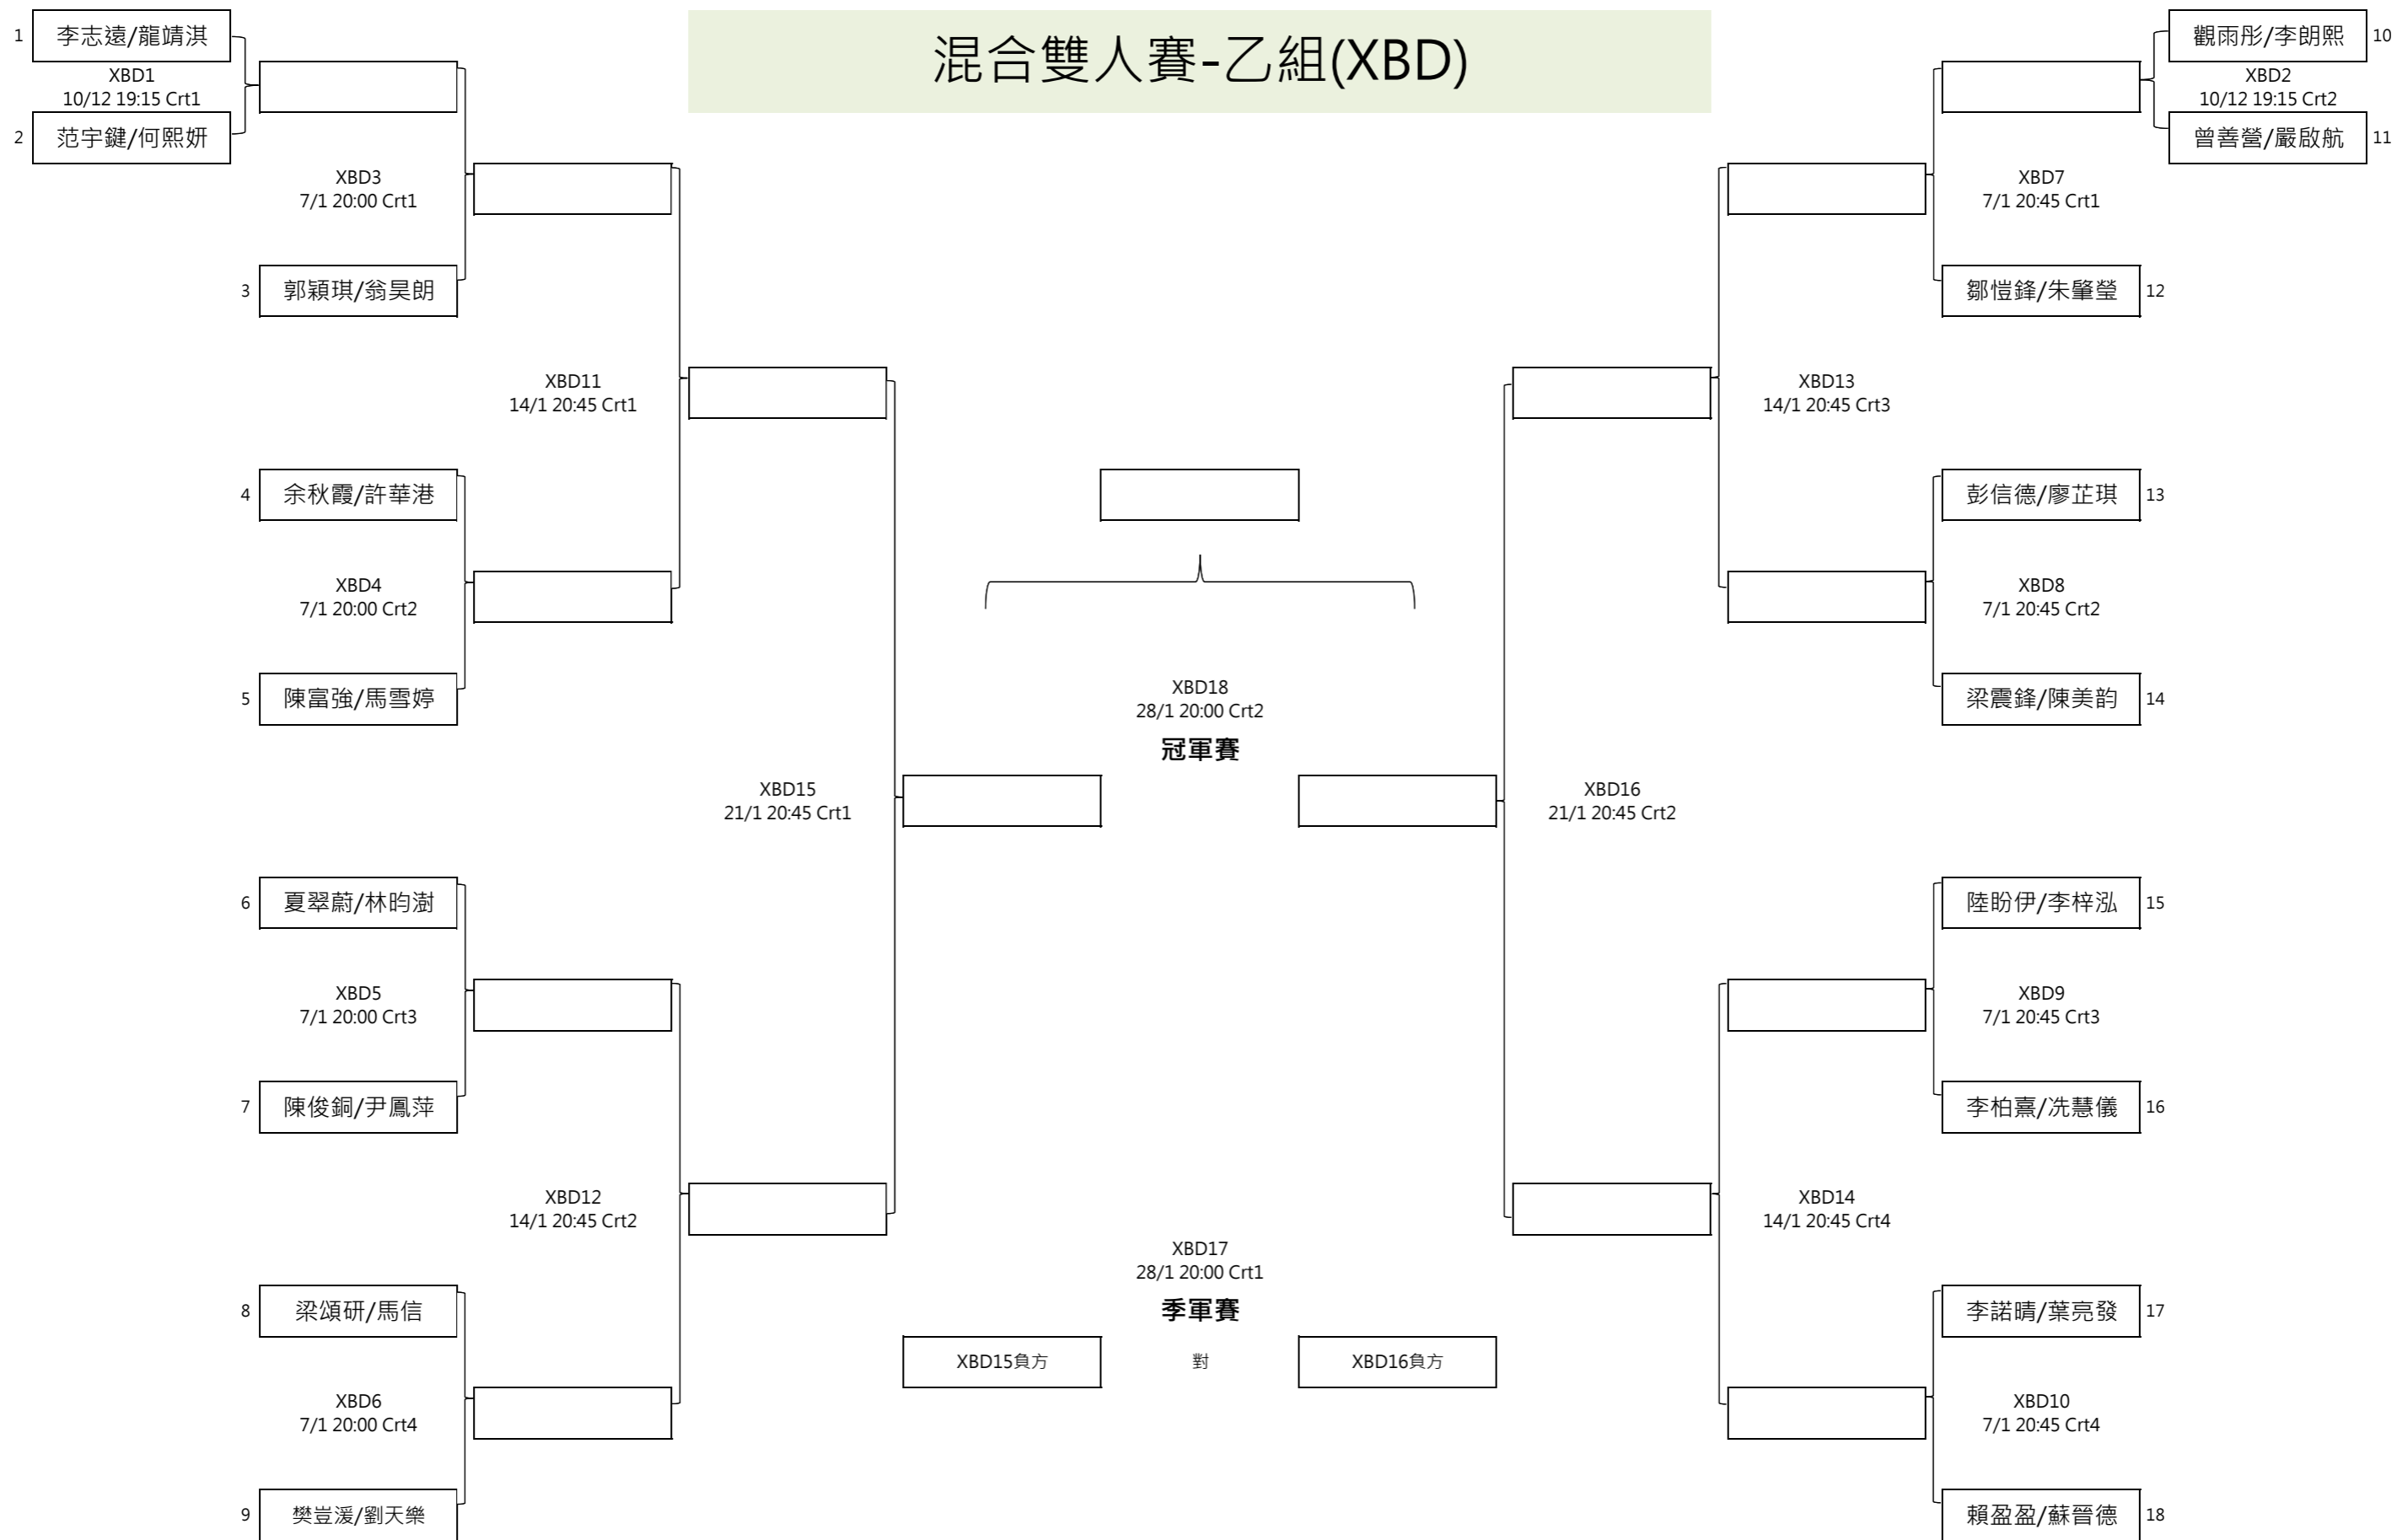 混合雙人賽-乙組(XBD)
1
李志遠/龍靖淇
XBD1
10/12 19:15 Crt1
2
范宇鍵/何熙妍
XBD3
7/1 20:00 Crt1
3
郭穎琪/翁昊朗
XBD11
14/1 20:45 Crt1
4
余秋霞/許華港
XBD4
7/1 20:00 Crt2
5
陳富強/馬雪婷
XBD15
21/1 20:45 Crt1
6
夏翠蔚/林昀澍
XBD5
7/1 20:00 Crt3
7
陳俊銅/尹鳳萍
XBD12
14/1 20:45 Crt2
8
梁頌研/馬信
XBD6
7/1 20:00 Crt4
9
樊豈湲/劉天樂
XBD18
28/1 20:00 Crt2
冠軍賽
XBD17
28/1 20:00 Crt1
季軍賽
XBD15負方
對
XBD16負方
觀雨彤/李朗熙
10
XBD2
10/12 19:15 Crt2
曾善營/嚴啟航
11
XBD7
7/1 20:45 Crt1
鄒愷鋒/朱肇瑩
12
XBD13
14/1 20:45 Crt3
彭信德/廖芷琪
13
XBD8
7/1 20:45 Crt2
梁震鋒/陳美韵
14
XBD16
21/1 20:45 Crt2
陸盼伊/李梓泓
15
XBD9
7/1 20:45 Crt3
李柏熹/冼慧儀
16
XBD14
14/1 20:45 Crt4
李諾晴/葉亮發
17
XBD10
7/1 20:45 Crt4
賴盈盈/蘇晉德
18